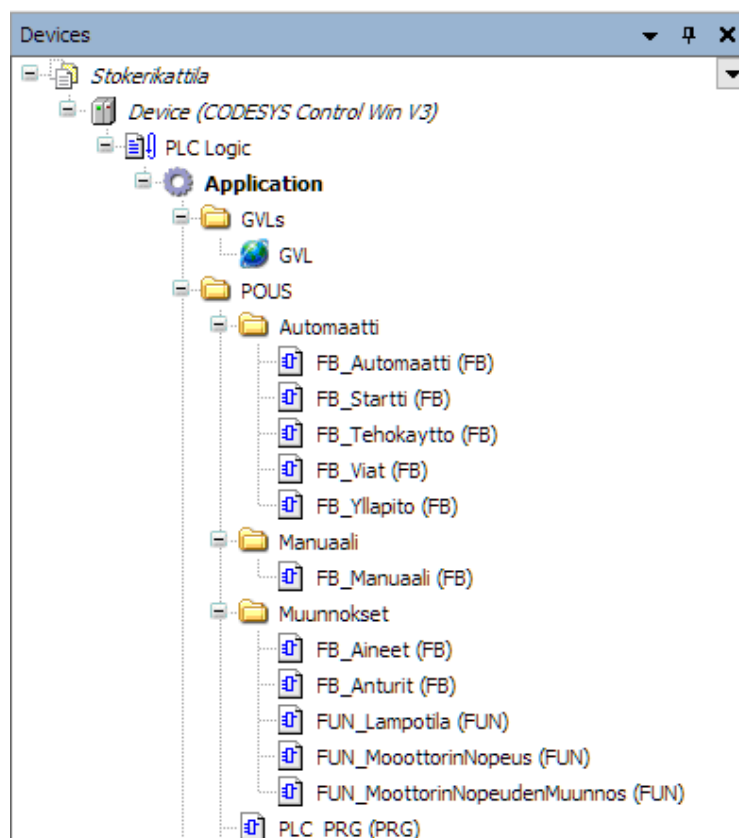 Devices
Stokerikattila
Device (CODESYS Control Win V3)
PLC Logic
Application
GVLs
GVL
POUS
Automaatti
FB_Automaatti (FB)
FB_Startti (FB)
FB_Tehokaytto (FB)
FB_Viat (FB)
FB_Yllapito (FB)
Manuaali
FB_Manuaali (FB)
Muunnokset
FB_Aineet (FB)
FB_Anturit (FB)
FUN_Lampotila (FUN)
FUN_MooottorinNopeus (FUN)
FUN_MoottorinNopeudenMuunnos (FUN)
PLC_PRG (PRG)